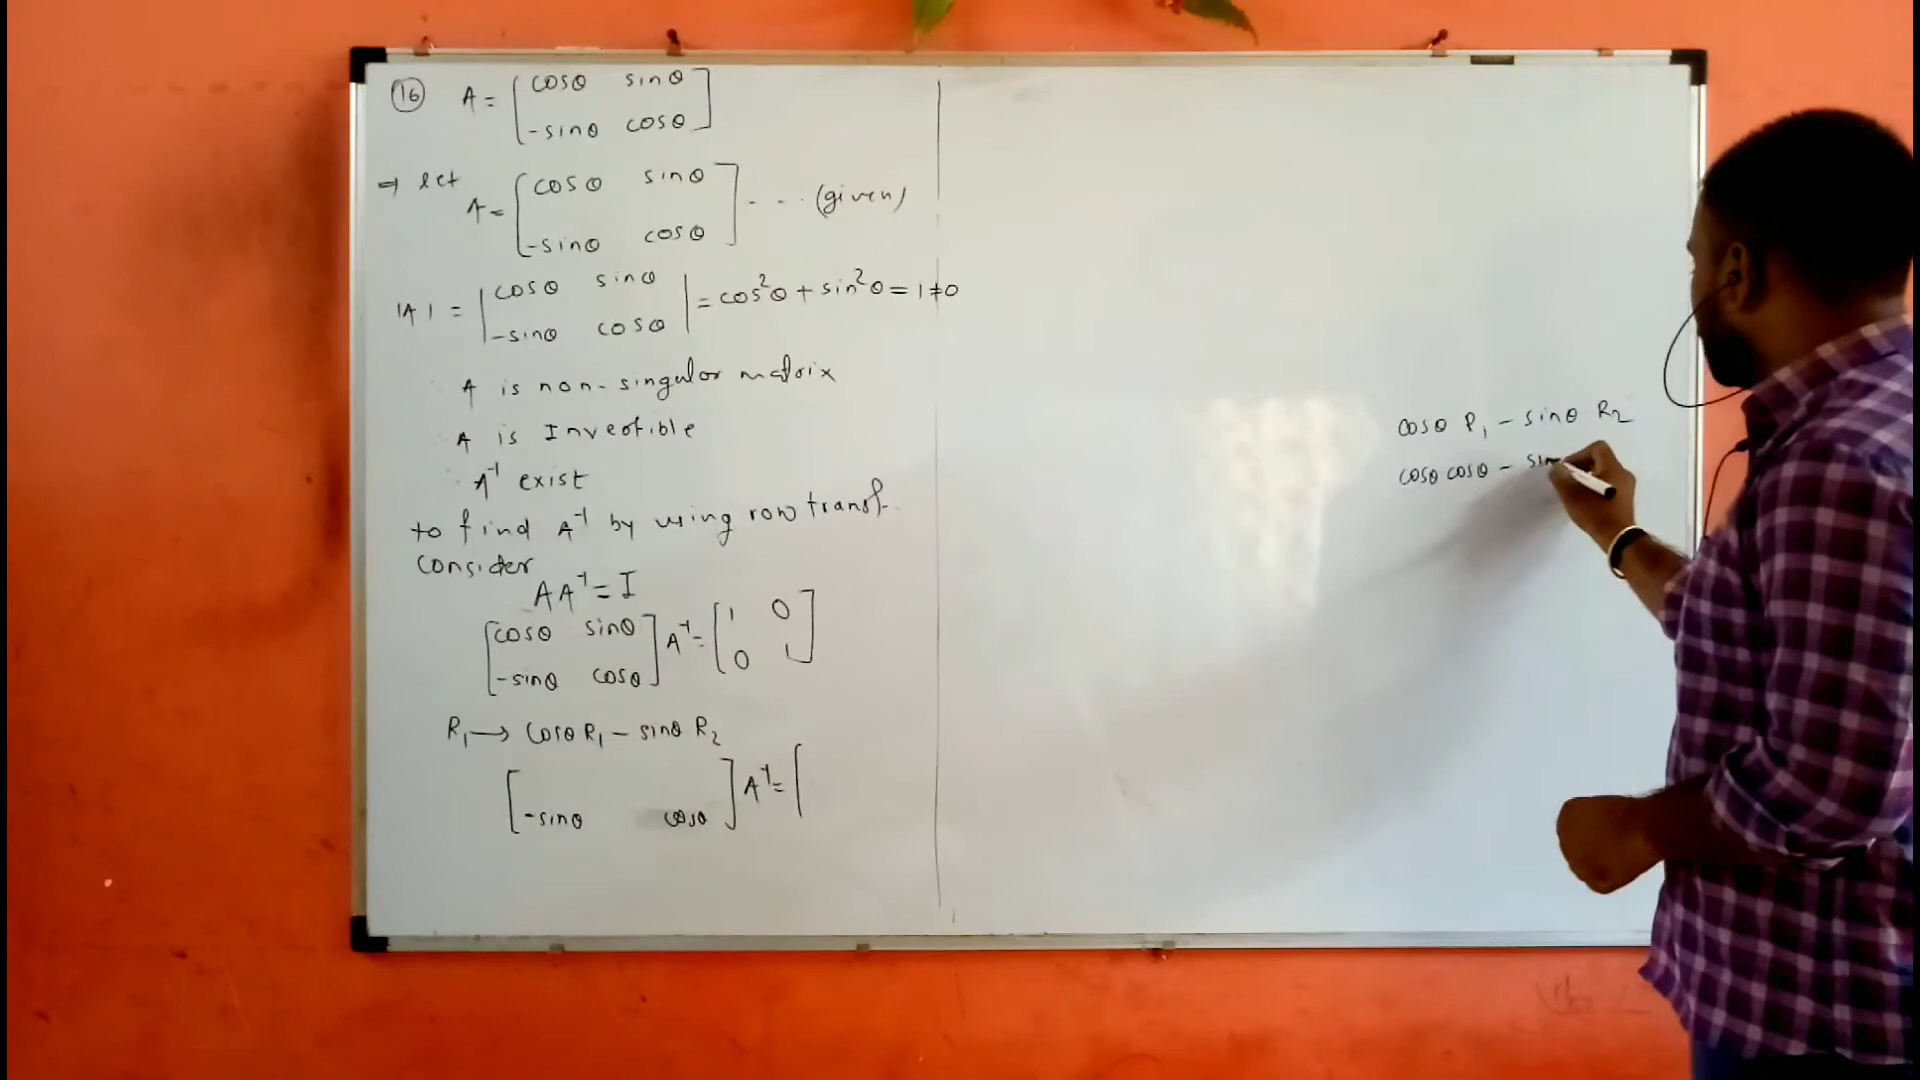 (16) A = [cosθ sinθ
-sinθ cosθ]
⇒ let
A = [cosθ sinθ
-sinθ cosθ] - - - (given)
|A| = |cosθ sinθ
-sinθ cosθ| = cos²θ + sin²θ = 1 ≠ 0
A is non-singular matrix
A is Invertible
A⁻¹ exist
to find A⁻¹ by using row transf.
consider
AA⁻¹ = I
[cosθ sinθ
-sinθ cosθ] A⁻¹ = [1 0
0 1]
R₁ → cosθ R₁ - sinθ R₂
[
-sinθ cosθ] A⁻¹ = [
cosθ R₁ - sinθ R₂
cosθ cosθ - sin